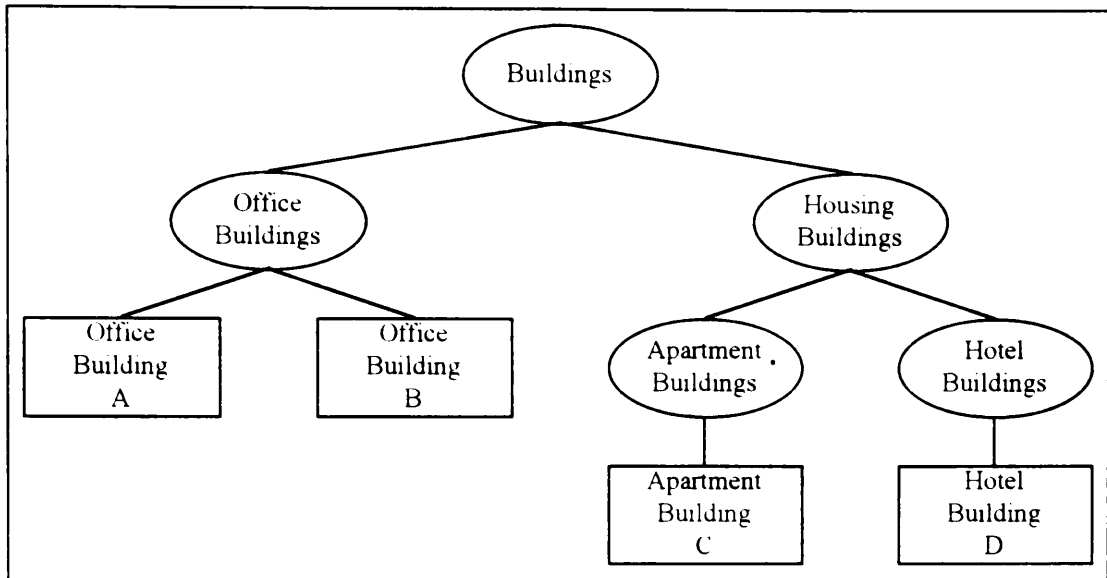 Buildings
Office
Buildings
Housing
Buildings
Office
Building
A
Office
Building
B
Apartment
Buildings
Hotel
Buildings
Apartment
Building
C
Hotel
Building
D